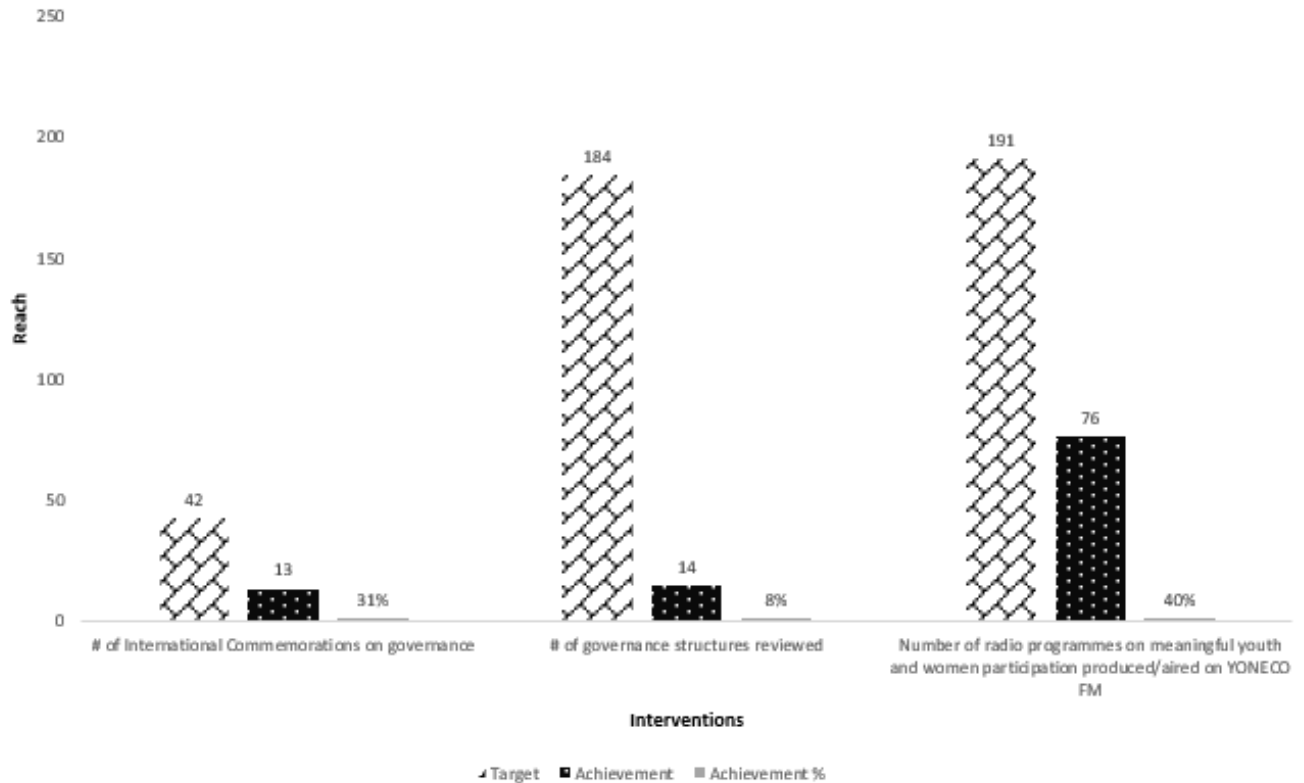 250
200
150
100
50
0
Reach
42
13
31%
184
14
8%
191
76
40%
# of International Commemorations on governance
# of governance structures reviewed
Number of radio programmes on meaningful youth
and women participation produced/aired on YONECO
FM
Interventions
Target Achievement Achievement %